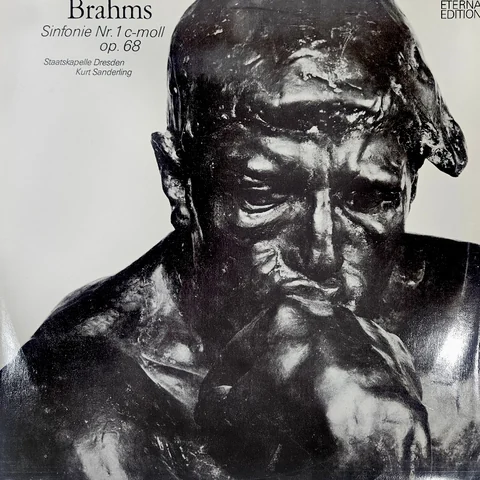 Brahms
Sinfonie Nr. 1 c-moll
op. 68
Staatskapelle Dresden
Kurt Sanderling
ETERNA
EDITION